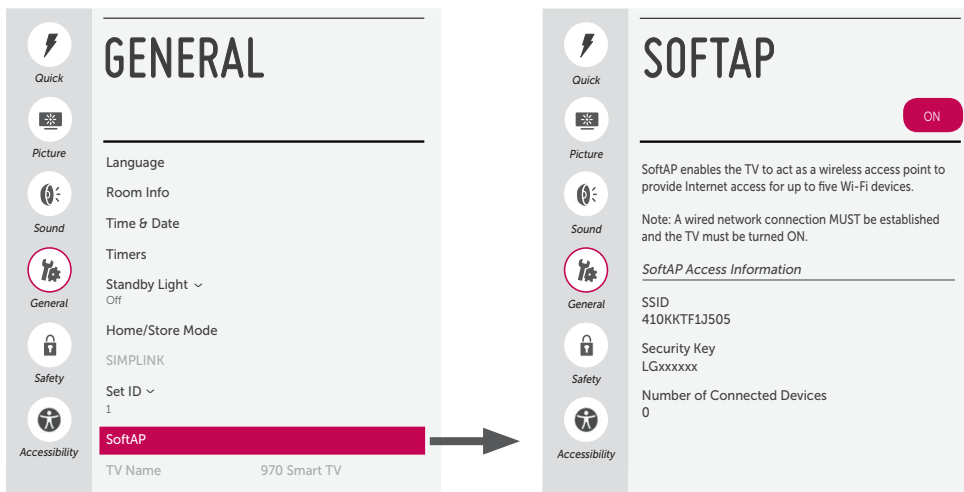 Quick
Picture
Sound
General
Safety
Accessibility
GENERAL
Language
Room Info
Time & Date
Timers
Standby Light
Off
Home/Store Mode
SIMPLINK
Set ID
1
SoftAP
TV Name 970 Smart TV
Quick
Picture
Sound
General
Safety
Accessibility
SOFTAP
ON
SoftAP enables the TV to act as a wireless access point to
provide Internet access for up to five Wi-Fi devices.
Note: A wired network connection MUST be established
and the TV must be turned ON.
SoftAP Access Information
SSID
410KKTF1J505
Security Key
LGxxxxxx
Number of Connected Devices
0